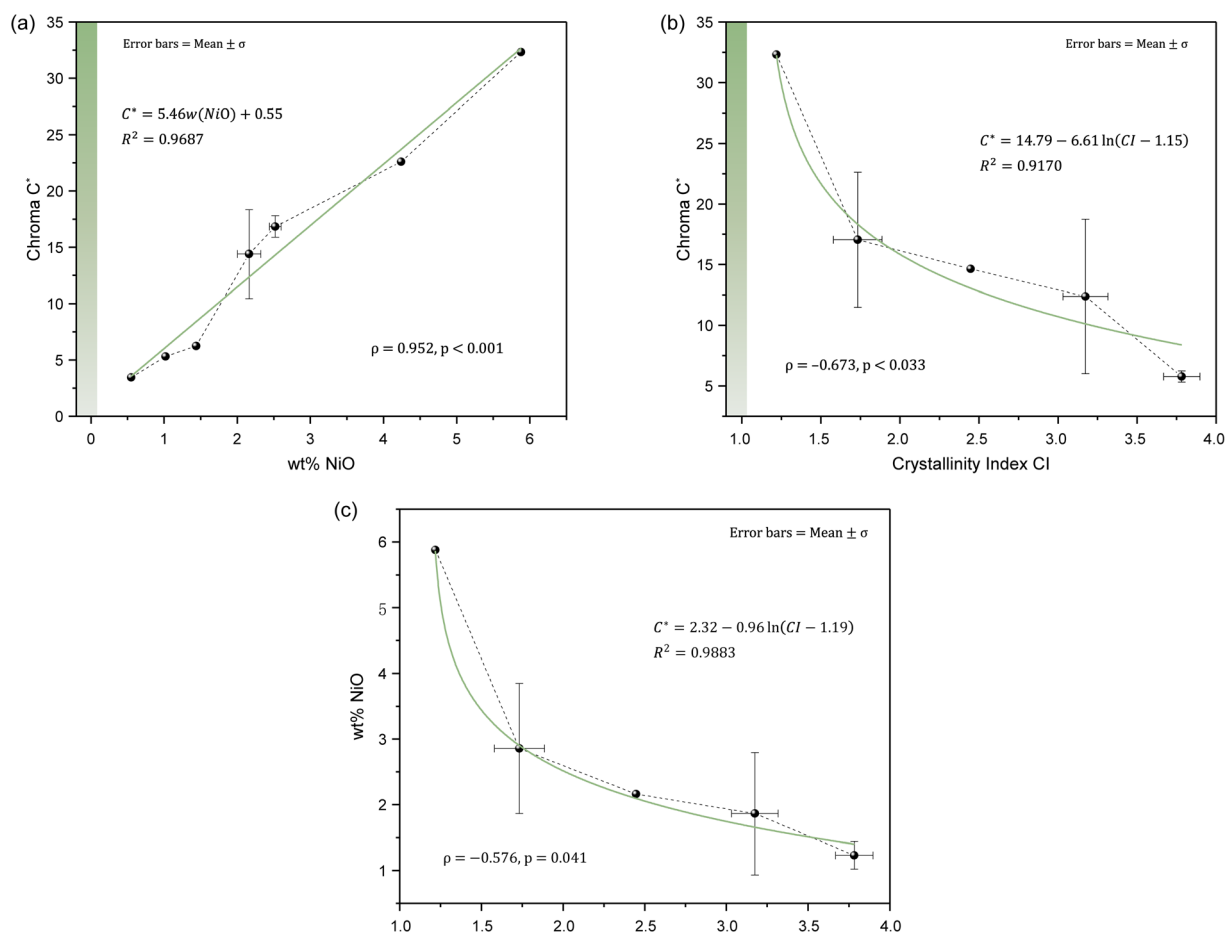 (a)
35
30
25
20
15
10
5
0
Chroma C*
Error bars = Mean ± σ
C* = 5.46w(NiO) + 0.55
R² = 0.9687
ρ = 0.952, p < 0.001
0 1 2 3 4 5 6
wt% NiO
(b)
35
30
25
20
15
10
5
Chroma C*
Error bars = Mean ± σ
C* = 14.79 − 6.61 ln(CI − 1.15)
R² = 0.9170
ρ = –0.673, p < 0.033
1.0 1.5 2.0 2.5 3.0 3.5 4.0
Crystallinity Index CI
(c)
6
5
4
3
2
1
wt% NiO
Error bars = Mean ± σ
C* = 2.32 − 0.96 ln(CI − 1.19)
R² = 0.9883
ρ = −0.576, p = 0.041
1.0 1.5 2.0 2.5 3.0 3.5 4.0